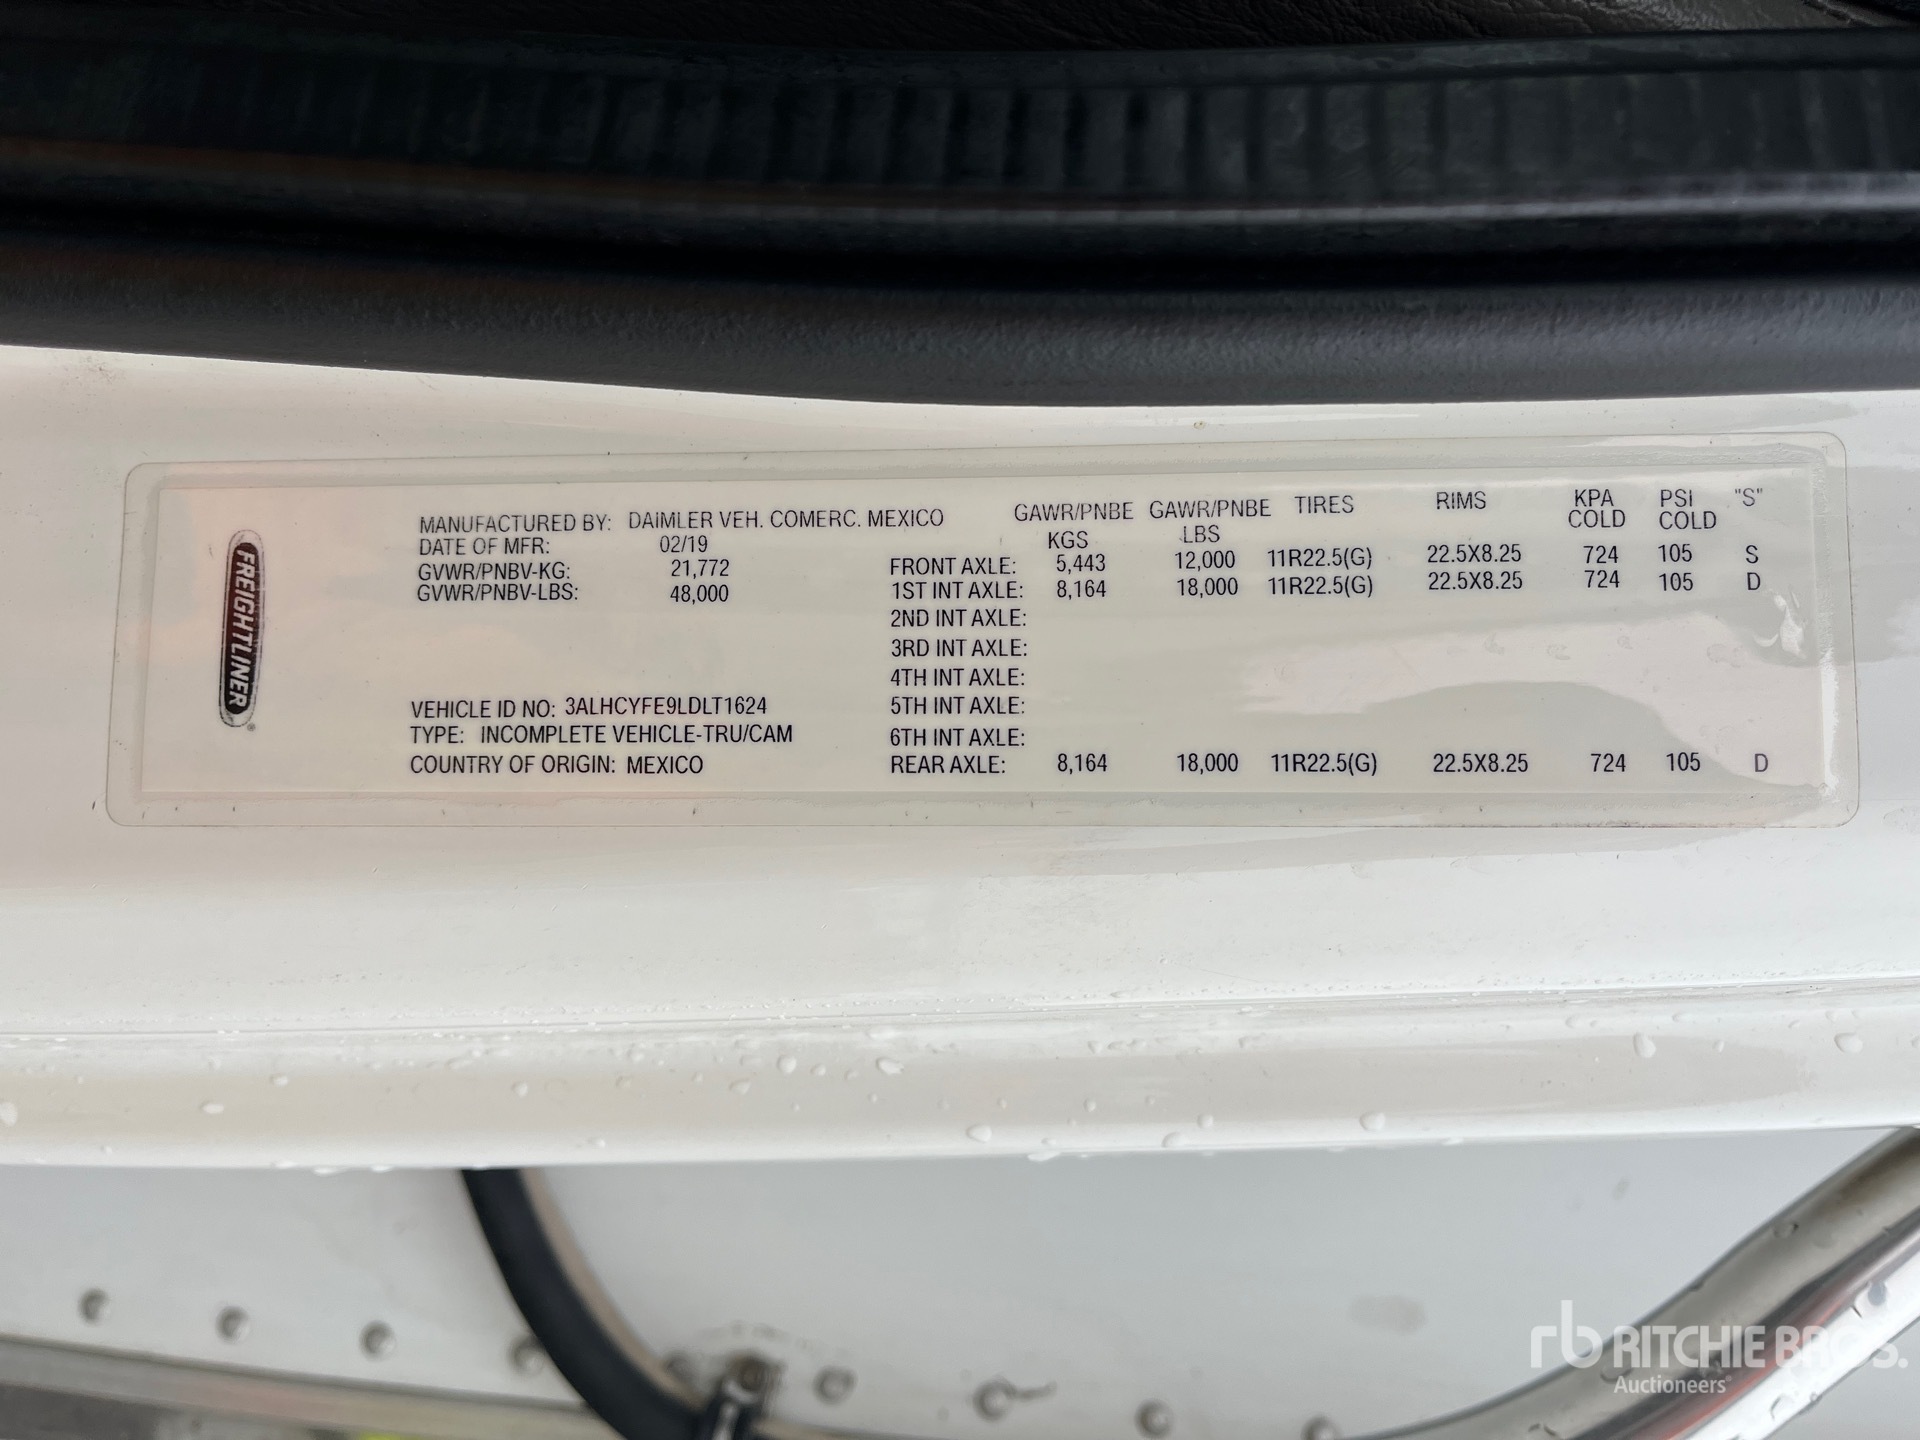 FREIGHTLINER®
MANUFACTURED BY: DAIMLER VEH. COMERC. MEXICO
DATE OF MFR: 02/19
GVWR/PNBV-KG: 21,772
GVWR/PNBV-LBS: 48,000
VEHICLE ID NO: 3ALHCYFE9LDLT1624
TYPE: INCOMPLETE VEHICLE-TRU/CAM
COUNTRY OF ORIGIN: MEXICO
GAWR/PNBE GAWR/PNBE TIRES RIMS KPA PSI "S"
KGS LBS COLD COLD
FRONT AXLE: 5,443 12,000 11R22.5(G) 22.5X8.25 724 105 S
1ST INT AXLE: 8,164 18,000 11R22.5(G) 22.5X8.25 724 105 D
2ND INT AXLE:
3RD INT AXLE:
4TH INT AXLE:
5TH INT AXLE:
6TH INT AXLE:
REAR AXLE: 8,164 18,000 11R22.5(G) 22.5X8.25 724 105 D
rb RITCHIE BROS.
Auctioneers